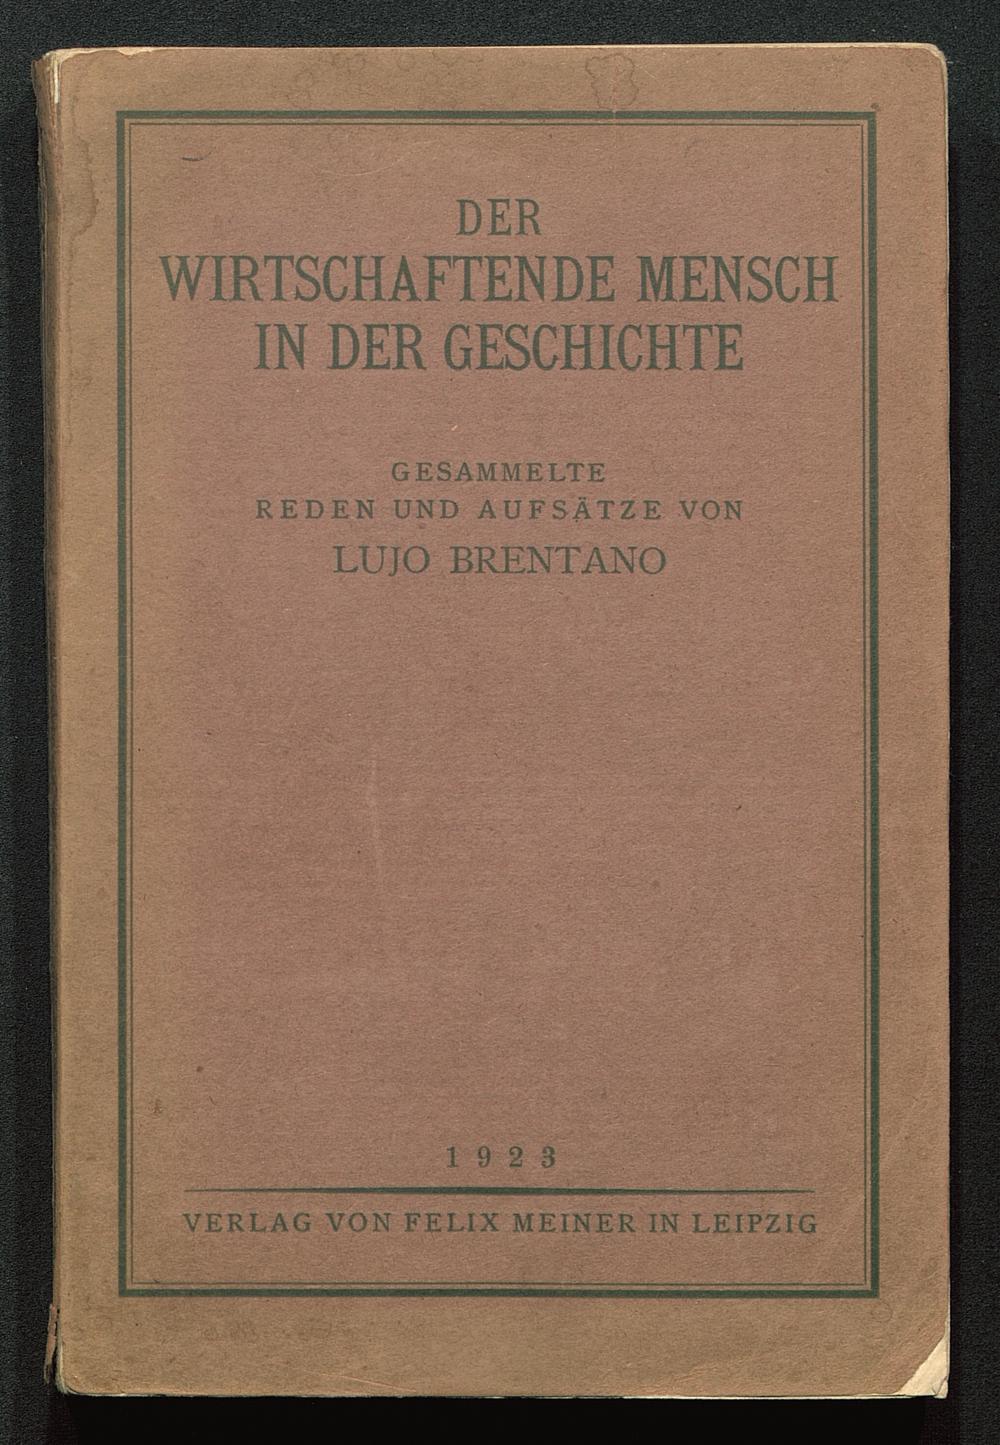 DER
WIRTSCHAFTENDE MENSCH
IN DER GESCHICHTE
GESAMMELTE
REDEN UND AUFSÄTZE VON
LUJO BRENTANO
1923
VERLAG VON FELIX MEINER IN LEIPZIG